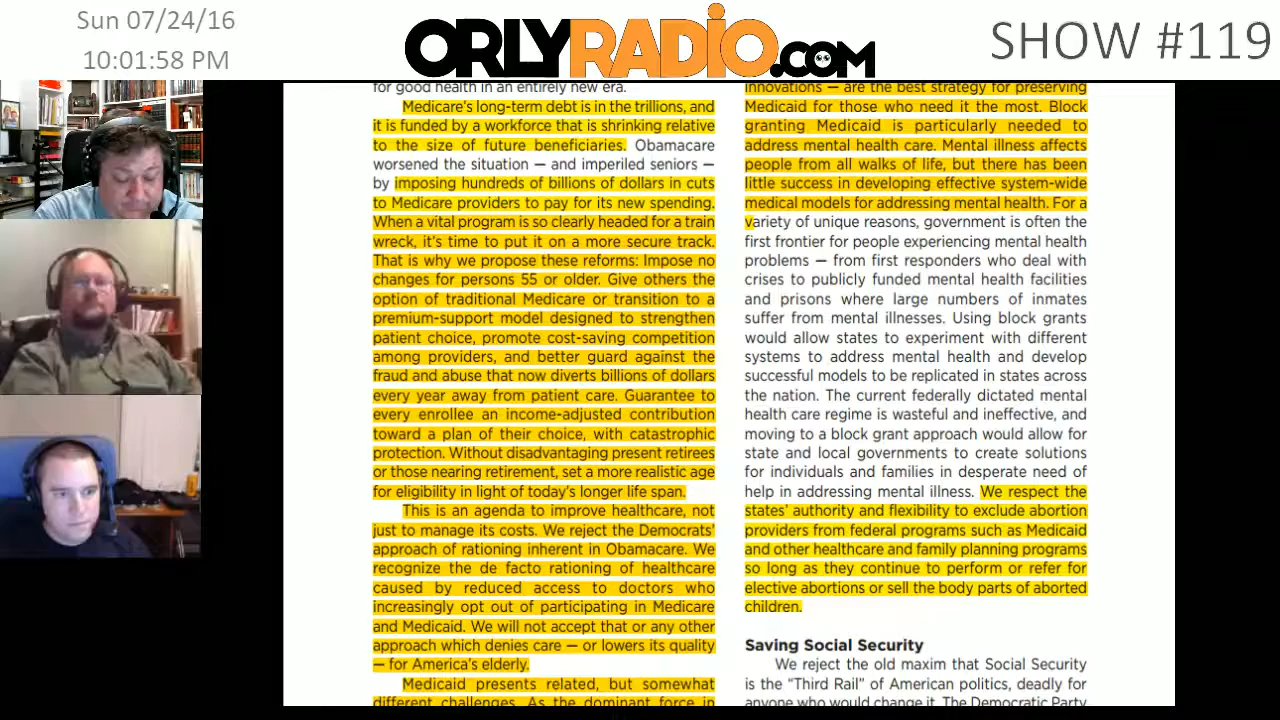 Sun 07/24/16
10:01:58 PM
ORLYRADiO.COM
SHOW #119
for good health in an entirely new era.
Medicare's long-term debt is in the trillions, and
it is funded by a workforce that is shrinking relative
to the size of future beneficiaries. Obamacare
worsened the situation — and imperiled seniors —
by imposing hundreds of billions of dollars in cuts
to Medicare providers to pay for its new spending.
When a vital program is so clearly headed for a train
wreck, it's time to put it on a more secure track.
That is why we propose these reforms: Impose no
changes for persons 55 or older. Give others the
option of traditional Medicare or transition to a
premium-support model designed to strengthen
patient choice, promote cost-saving competition
among providers, and better guard against the
fraud and abuse that now diverts billions of dollars
every year away from patient care. Guarantee to
every enrollee an income-adjusted contribution
toward a plan of their choice, with catastrophic
protection. Without disadvantaging present retirees
or those nearing retirement, set a more realistic age
for eligibility in light of today's longer life span.
This is an agenda to improve healthcare, not
just to manage its costs. We reject the Democrats'
approach of rationing inherent in Obamacare. We
recognize the de facto rationing of healthcare
caused by reduced access to doctors who
increasingly opt out of participating in Medicare
and Medicaid. We will not accept that or any other
approach which denies care — or lowers its quality
— for America's elderly.
Medicaid presents related, but somewhat
different challenges. As the dominant force in
innovations — are the best strategy for preserving
Medicaid for those who need it the most. Block
granting Medicaid is particularly needed to
address mental health care. Mental illness affects
people from all walks of life, but there has been
little success in developing effective system-wide
medical models for addressing mental health. For a
variety of unique reasons, government is often the
first frontier for people experiencing mental health
problems — from first responders who deal with
crises to publicly funded mental health facilities
and prisons where large numbers of inmates
suffer from mental illnesses. Using block grants
would allow states to experiment with different
systems to address mental health and develop
successful models to be replicated in states across
the nation. The current federally dictated mental
health care regime is wasteful and ineffective, and
moving to a block grant approach would allow for
state and local governments to create solutions
for individuals and families in desperate need of
help in addressing mental illness. We respect the
states' authority and flexibility to exclude abortion
providers from federal programs such as Medicaid
and other healthcare and family planning programs
so long as they continue to perform or refer for
elective abortions or sell the body parts of aborted
children.
Saving Social Security
We reject the old maxim that Social Security
is the "Third Rail" of American politics, deadly for
anyone who would change it. The Democratic Party